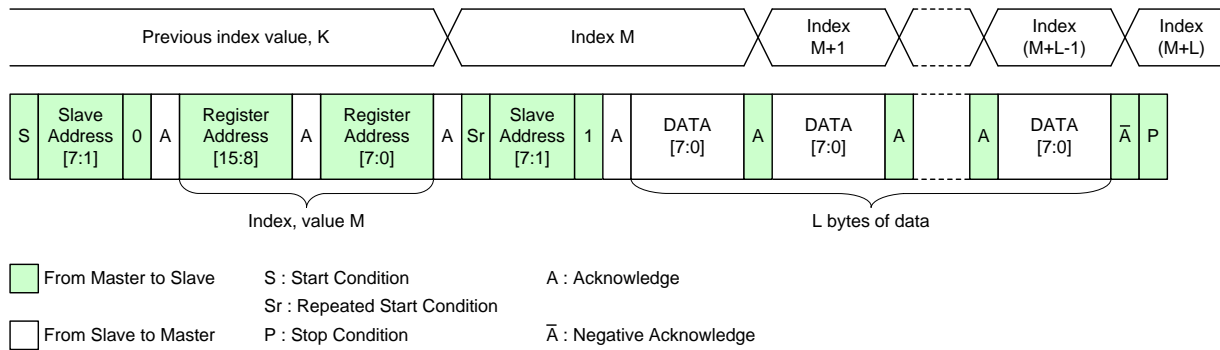 Previous index value, K
Index M
Index
M+1
Index
(M+L-1)
Index
(M+L)
S
Slave
Address
[7:1]
0
A
Register
Address
[15:8]
A
Register
Address
[7:0]
A
Sr
Slave
Address
[7:1]
1
A
DATA
[7:0]
A
DATA
[7:0]
A
A
DATA
[7:0]
A̅
P
Index, value M
L bytes of data
From Master to Slave
S : Start Condition
A : Acknowledge
Sr : Repeated Start Condition
From Slave to Master
P : Stop Condition
A̅ : Negative Acknowledge